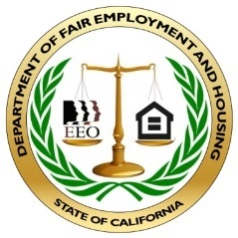 DEPARTMENT OF FAIR EMPLOYMENT AND HOUSING
EEO
STATE OF CALIFORNIA